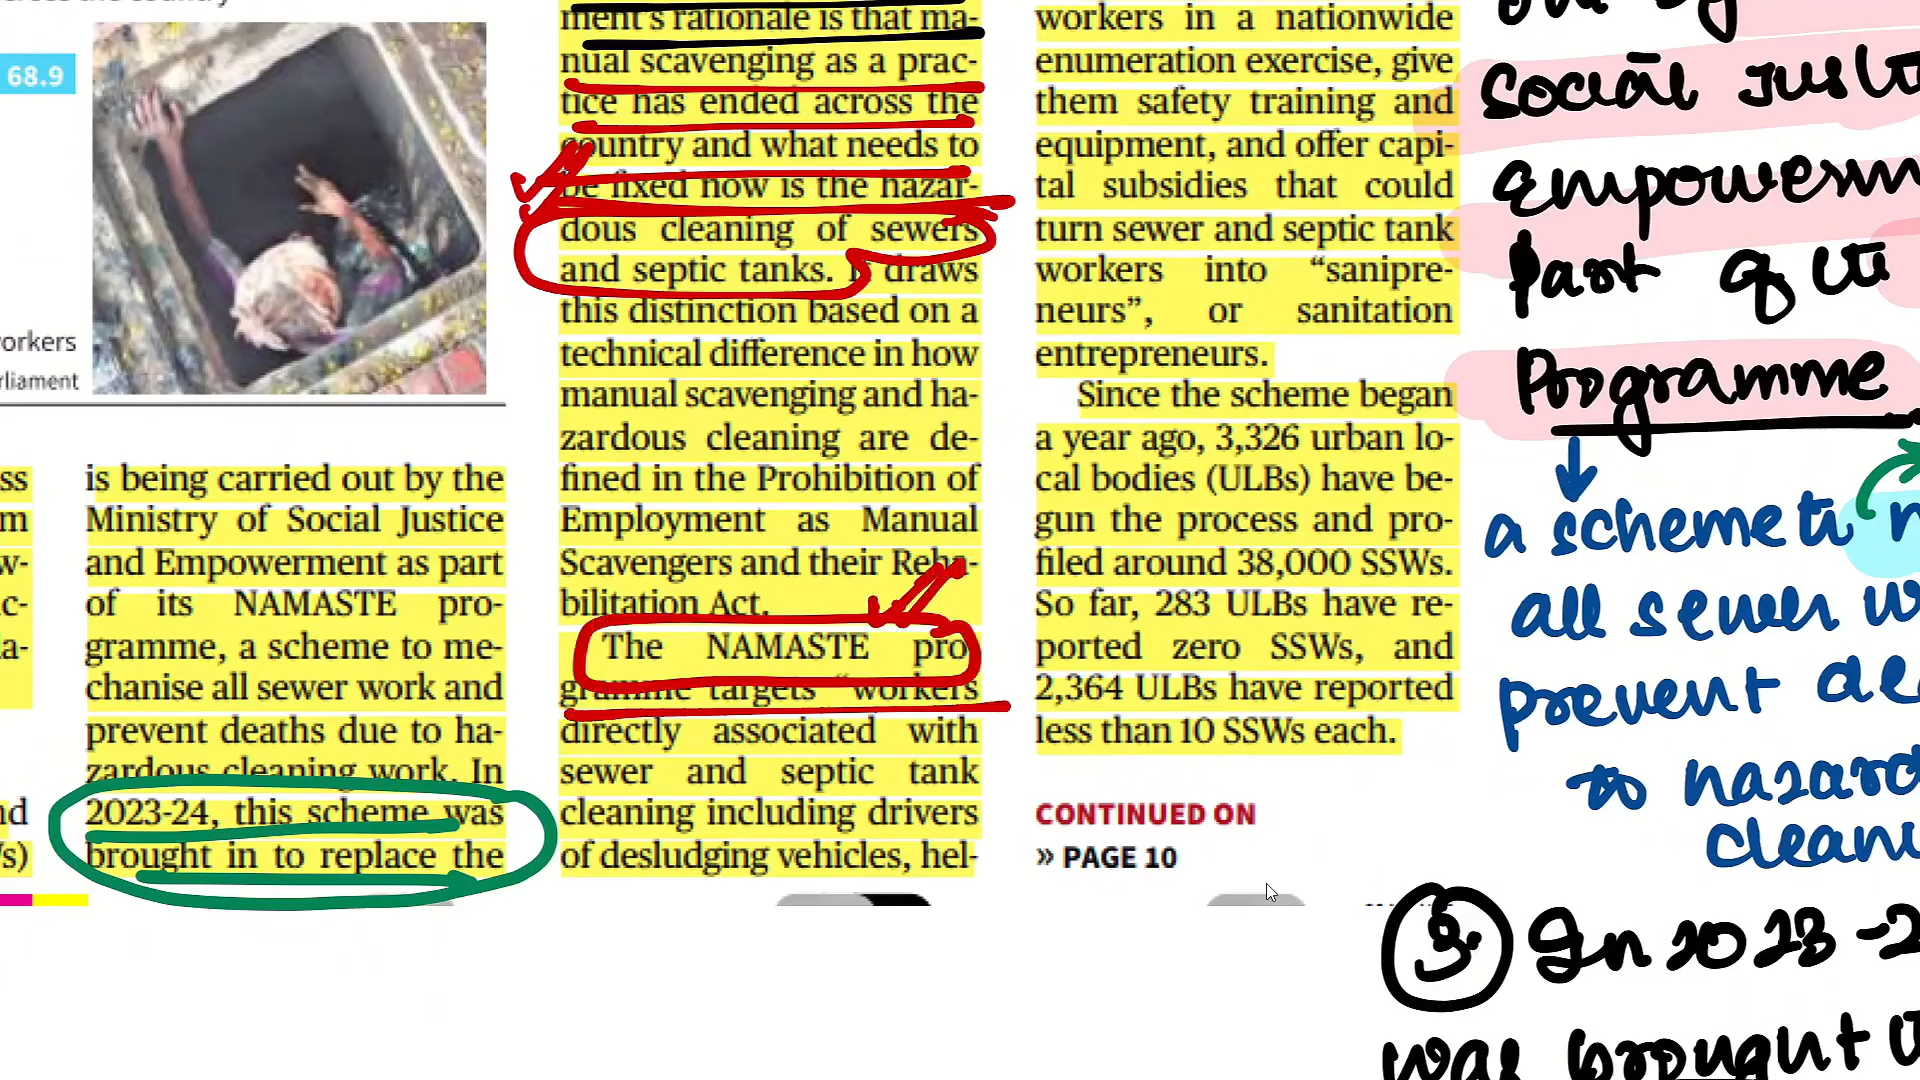 68.9
orkers
rliament
ss
m
w-
c-
a-
nd
s)
is being carried out by the
Ministry of Social Justice
and Empowerment as part
of its NAMASTE pro-
gramme, a scheme to me-
chanise all sewer work and
prevent deaths due to ha-
zardous cleaning work. In
2023-24, this scheme was
brought in to replace the
ment's rationale is that ma-
nual scavenging as a prac-
tice has ended across the
country and what needs to
be fixed now is the hazar-
dous cleaning of sewers
and septic tanks. It draws
this distinction based on a
technical difference in how
manual scavenging and ha-
zardous cleaning are de-
fined in the Prohibition of
Employment as Manual
Scavengers and their Reha-
bilitation Act.
The NAMASTE pro
gramme targets "workers
directly associated with
sewer and septic tank
cleaning including drivers
of desludging vehicles, hel-
workers in a nationwide
enumeration exercise, give
them safety training and
equipment, and offer capi-
tal subsidies that could
turn sewer and septic tank
workers into "sanipre-
neurs", or sanitation
entrepreneurs.
Since the scheme began
a year ago, 3,326 urban lo-
cal bodies (ULBs) have be-
gun the process and pro-
filed around 38,000 SSWs.
So far, 283 ULBs have re-
ported zero SSWs, and
2,364 ULBs have reported
less than 10 SSWs each.
CONTINUED ON
» PAGE 10
Social Justi
Empowerm
Part of its
Programme
a scheme to m
all sewer w
prevent dea
to hazard
cleani
3. In 2023-2
was brought t